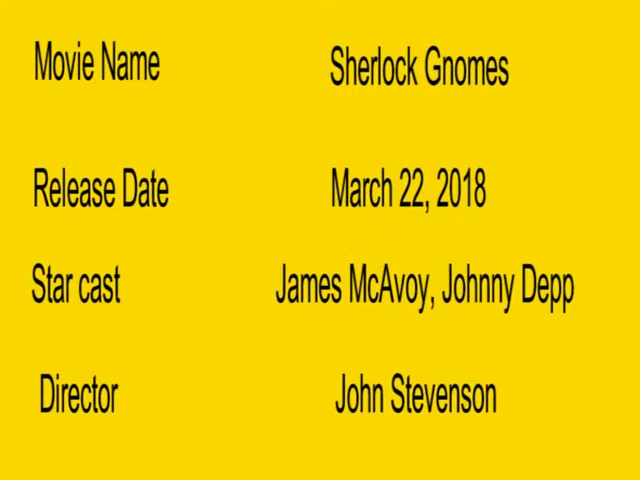 Movie Name Sherlock Gnomes
Release Date March 22, 2018
Star cast James McAvoy, Johnny Depp
Director John Stevenson